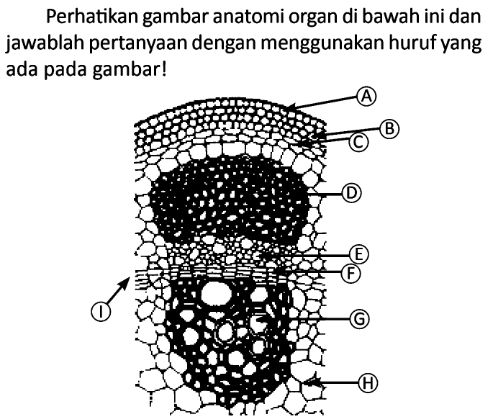 Perhatikan gambar anatomi organ di bawah ini dan
jawablah pertanyaan dengan menggunakan huruf yang
ada pada gambar!
A
B
C
D
E
F
I
G
H